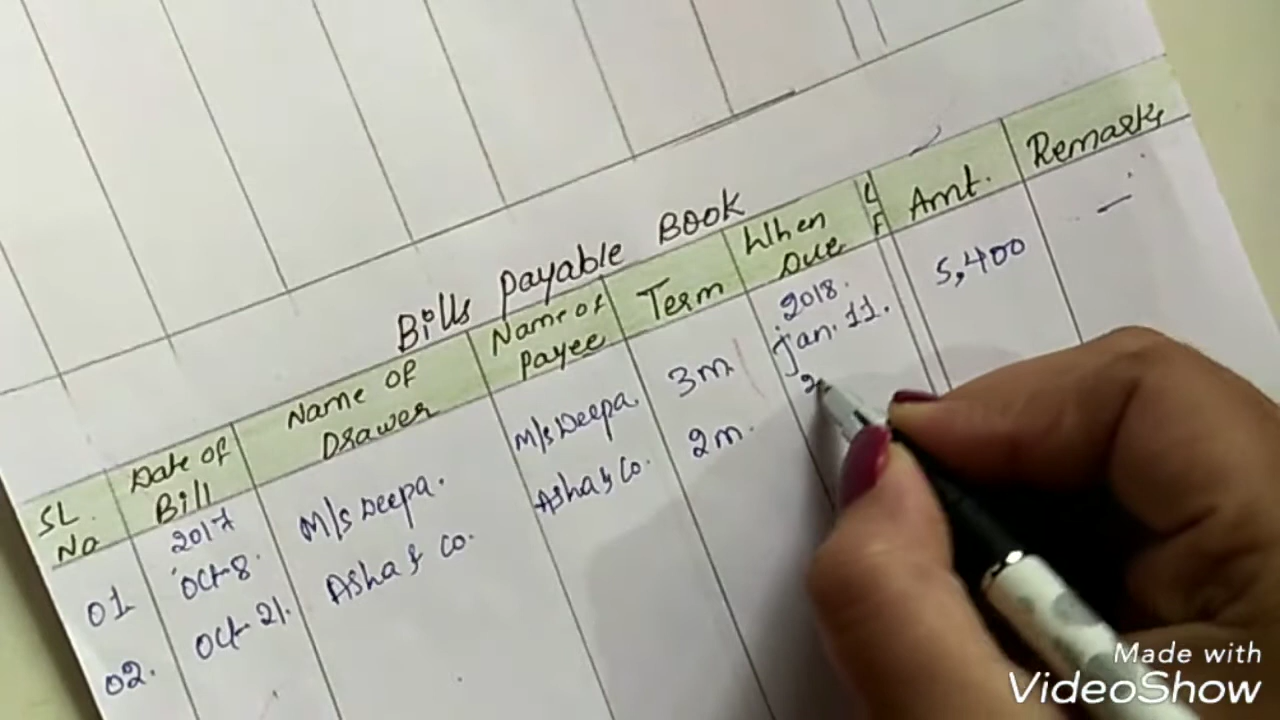 Bills Payable Book
SL No
Date of Bill
Name of Drawer
Name of Payee
Term
When Due
L F
Amt.
Remarks
2017
2018.
01 Oct 8. M/s Deepa. M/s Deepa. 3m Jan. 11. 5,400 —
02. Oct 21. Asha & Co. Asha & Co. 2m.
Made with
VideoShow